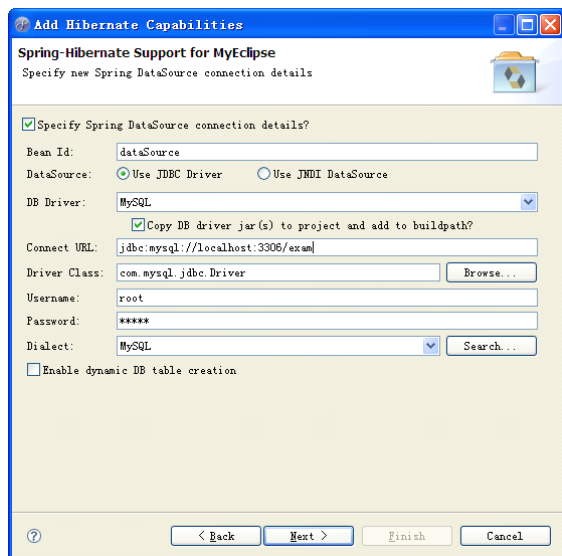 Add Hibernate Capabilities
Spring-Hibernate Support for MyEclipse
Specify new Spring DataSource connection details
Specify Spring DataSource connection details?
Bean Id: dataSource
DataSource: Use JDBC Driver Use JNDI DataSource
DB Driver: MySQL
Copy DB driver jar(s) to project and add to buildpath?
Connect URL: jdbc:mysql://localhost:3306/exam
Driver Class: com.mysql.jdbc.Driver Browse...
Username: root
Password: *****
Dialect: MySQL Search...
Enable dynamic DB table creation
? < Back Next > Finish Cancel